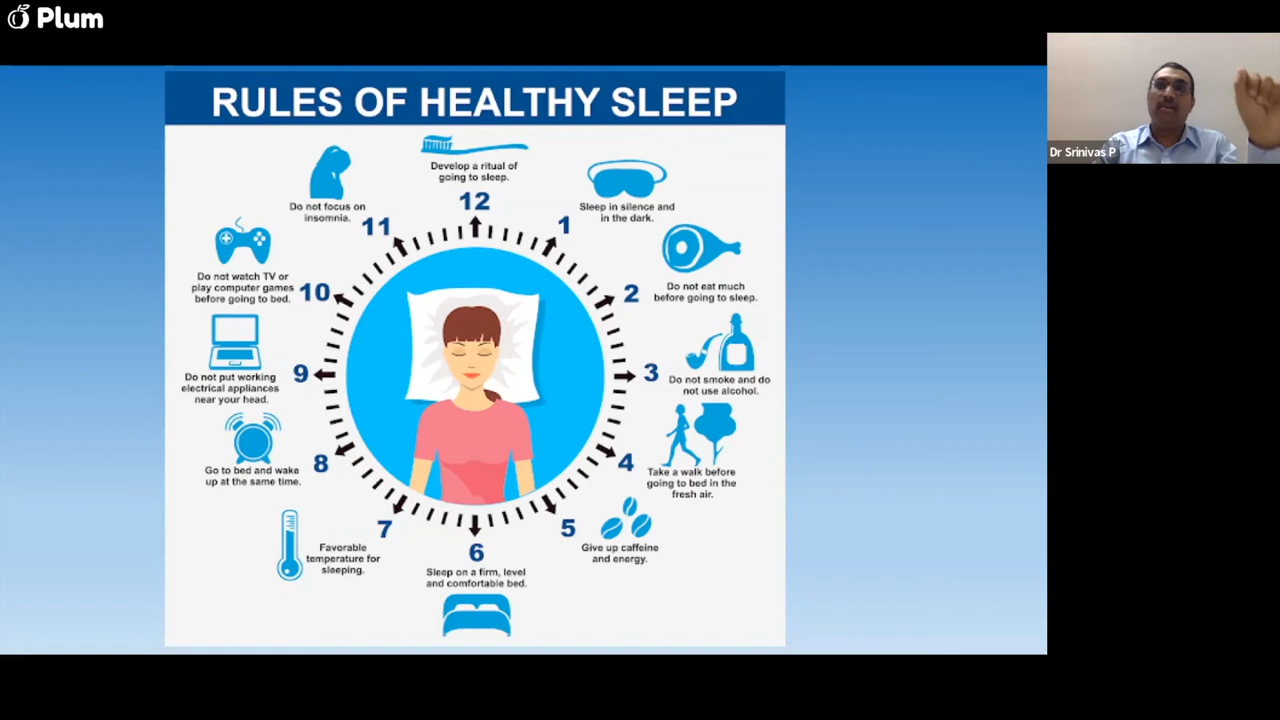 Plum
RULES OF HEALTHY SLEEP
Develop a ritual of
going to sleep.
12
Sleep in silence and
in the dark.
1
Do not eat much
before going to sleep.
2
Do not smoke and do
not use alcohol.
3
Take a walk before
going to bed in the
fresh air.
4
Give up caffeine
and energy.
5
6
Sleep on a firm, level
and comfortable bed.
7
Favorable
temperature for
sleeping.
8
Go to bed and wake
up at the same time.
9
Do not put working
electrical appliances
near your head.
10
Do not watch TV or
play computer games
before going to bed.
11
Do not focus on
insomnia.
Dr Srinivas P